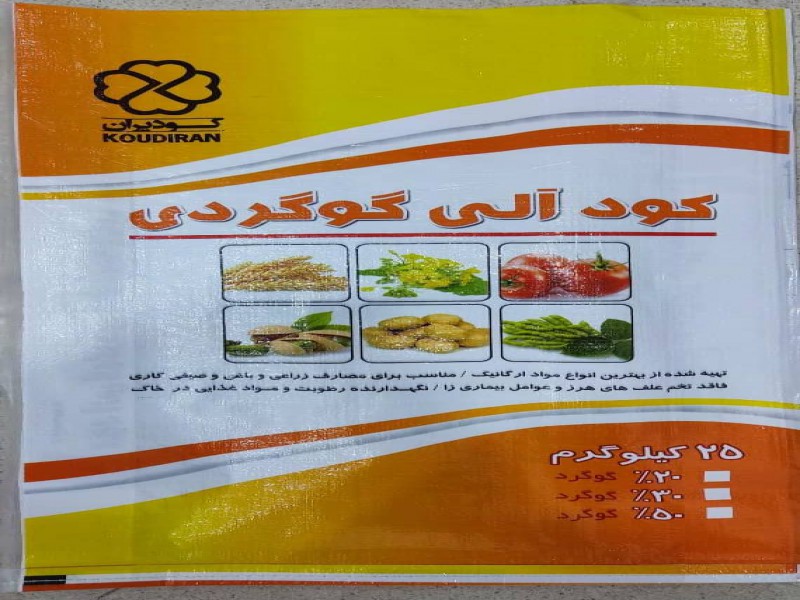 کودیران
KOUDIRAN
کود آلی گوگردی
تهیه شده از بهترین انواع مواد ارگانیک / مناسب برای مصارف زراعی و باغی و صیفی کاری
فاقد تخم علف های هرز و عوامل بیماری زا / نگهدارنده رطوبت و مواد غذایی در خاک
۲۵ کیلوگرم
٪۲۰ گوگرد
٪۳۰ گوگرد
٪۵۰ گوگرد